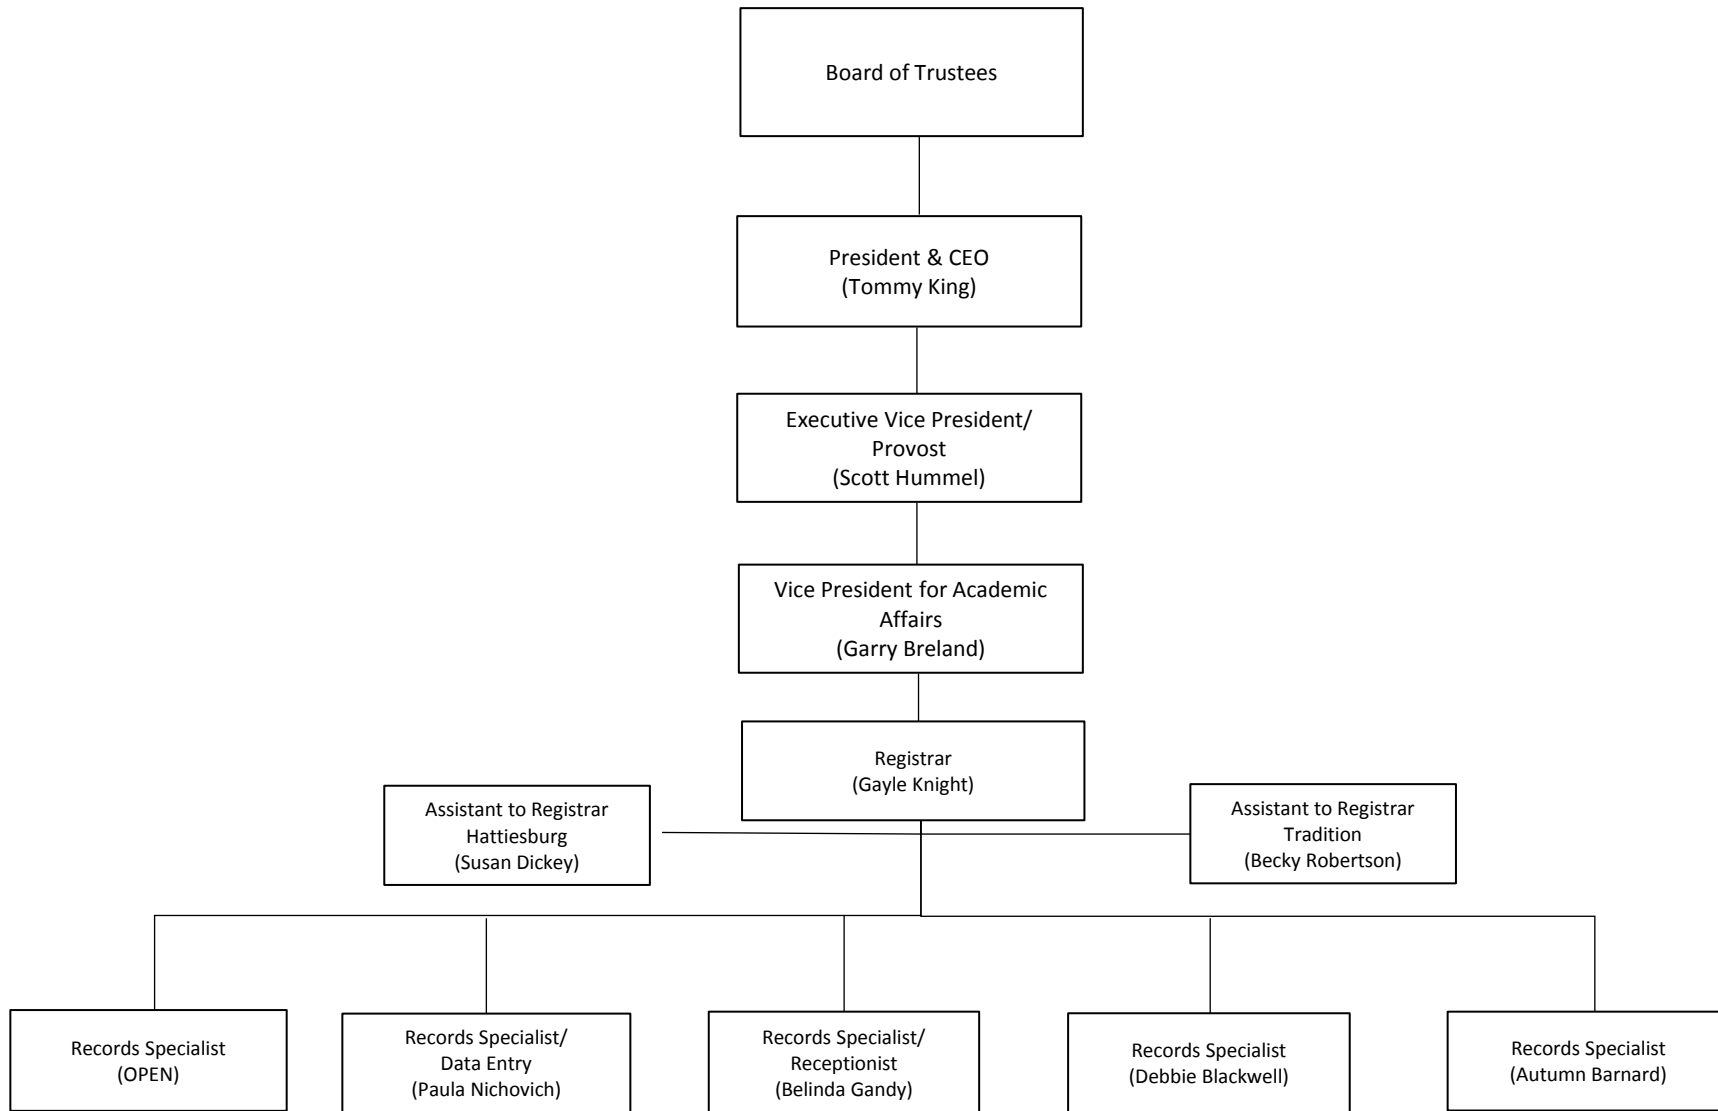 Board of Trustees
President & CEO
(Tommy King)
Executive Vice President/
Provost
(Scott Hummel)
Vice President for Academic
Affairs
(Garry Breland)
Registrar
(Gayle Knight)
Assistant to Registrar
Hattiesburg
(Susan Dickey)
Assistant to Registrar
Tradition
(Becky Robertson)
Records Specialist
(OPEN)
Records Specialist/
Data Entry
(Paula Nichovich)
Records Specialist/
Receptionist
(Belinda Gandy)
Records Specialist
(Debbie Blackwell)
Records Specialist
(Autumn Barnard)